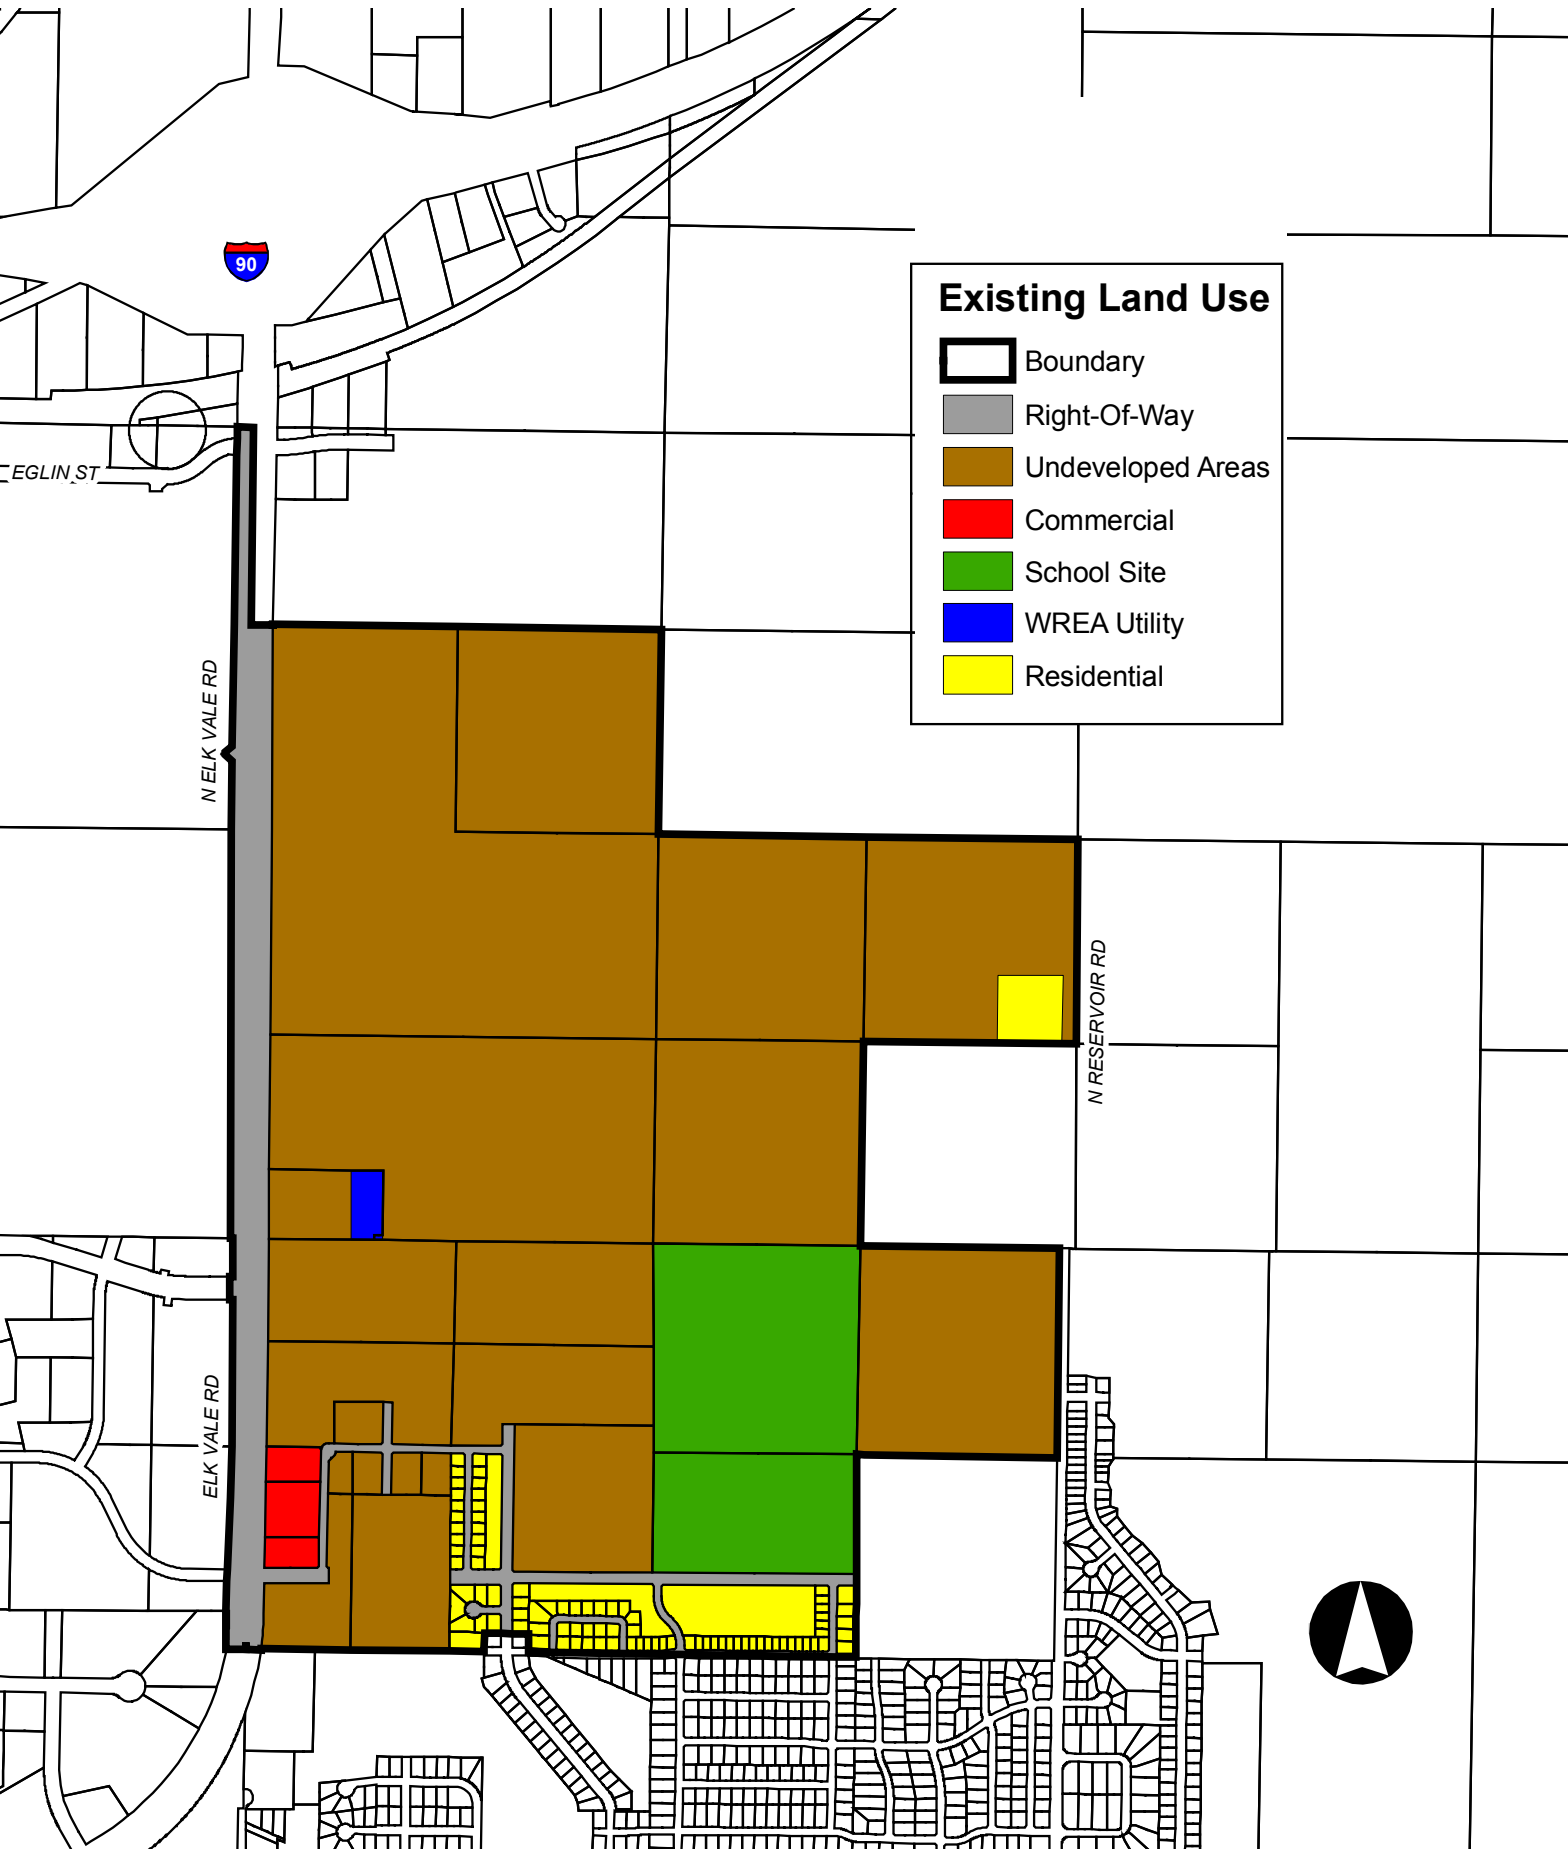 90
Existing Land Use
Boundary
Right-Of-Way
Undeveloped Areas
Commercial
School Site
WREA Utility
Residential
EGLIN ST
N ELK VALE RD
N RESERVOIR RD
ELK VALE RD